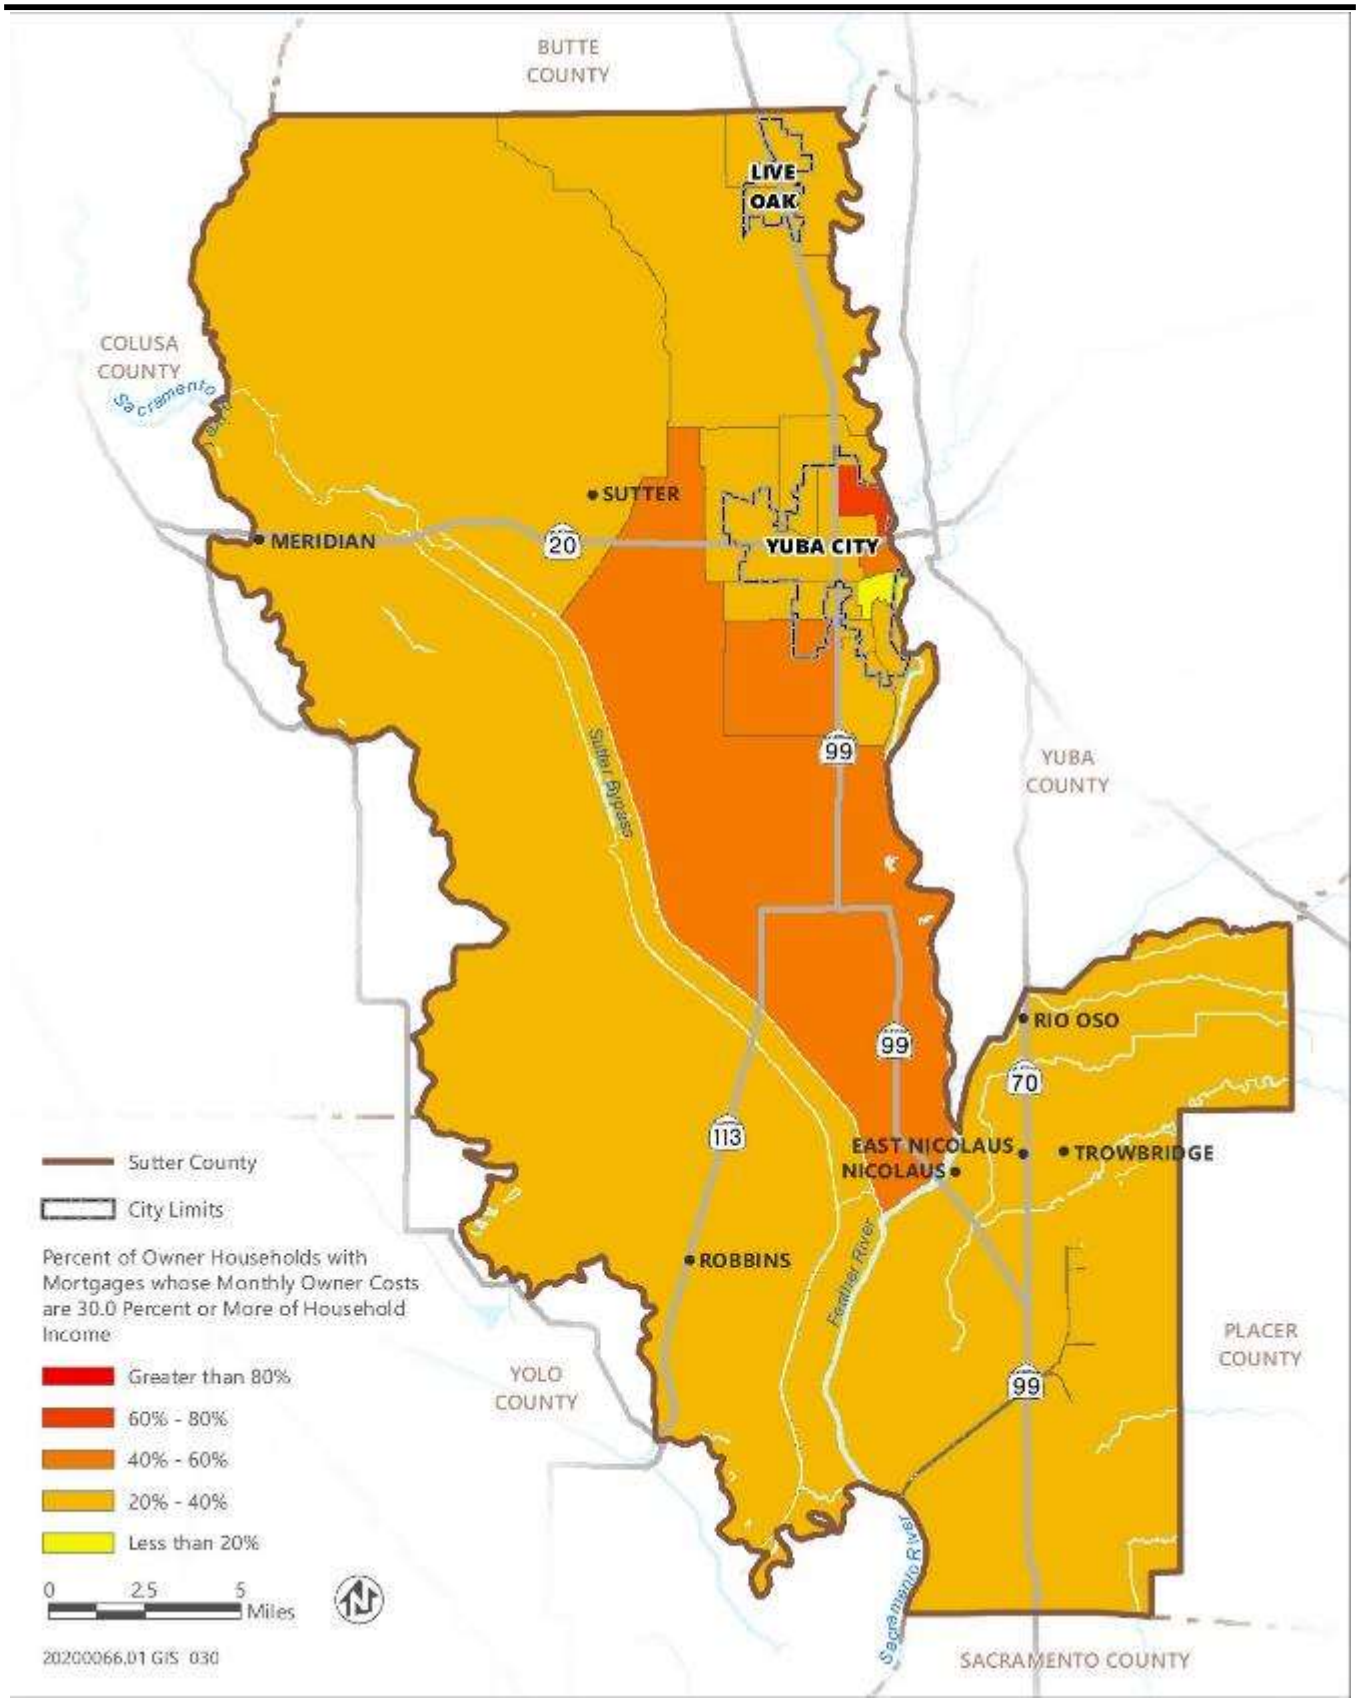 BUTTE
COUNTY
LIVE
OAK
COLUSA
COUNTY
Sacramento
SUTTER
MERIDIAN
20
YUBA CITY
Sutter Bypass
99
YUBA
COUNTY
RIO OSO
99
70
113
EAST NICOLAUS
TROWBRIDGE
NICOLAUS
Sutter County
City Limits
Percent of Owner Households with
Mortgages whose Monthly Owner Costs
are 30.0 Percent or More of Household
Income
Greater than 80%
60% - 80%
40% - 60%
20% - 40%
Less than 20%
ROBBINS
Feather River
PLACER
COUNTY
YOLO
COUNTY
99
0 2.5 5
Miles
N
Sacramento River
20200066.01 GIS 030
SACRAMENTO COUNTY